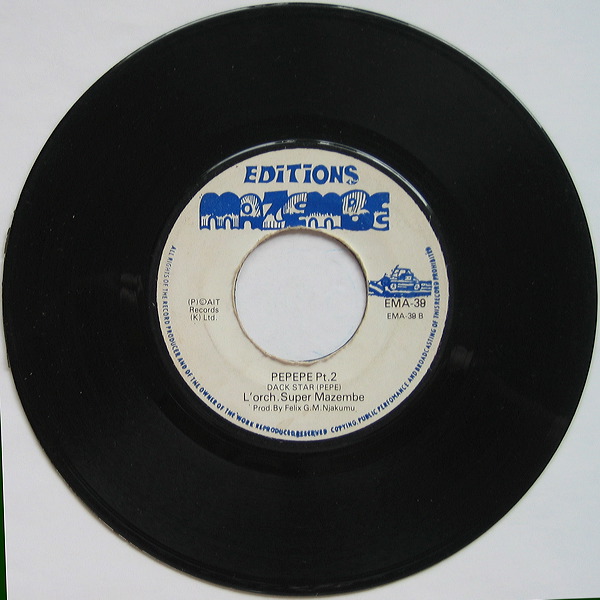 EDITIONS
MAZEMBE
(P)©AIT
Records
(K) Ltd.
EMA-39
EMA-39 B
PEPEPE Pt.2
DACK STAR (PEPE)
L'orch. Super Mazembe
Prod. By Felix G.M. Njakumu
ALL RIGHTS OF THE RECORD PRODUCER AND OF THE OWNER OF THE WORK REPRODUCED RESERVED COPYING, PUBLIC PERFOMANCE AND BROADCASTING OF THIS RECORD PROHIBITED